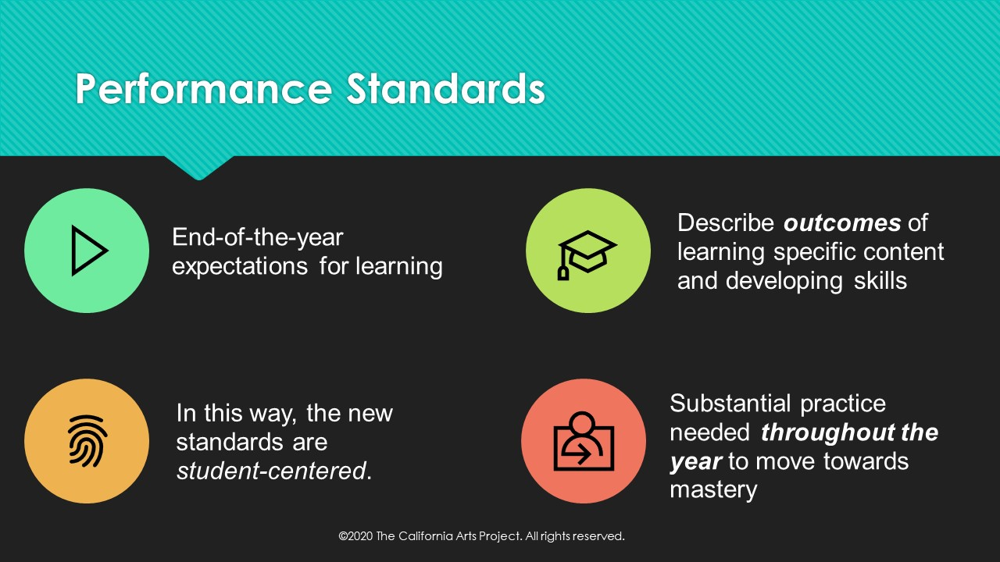 Performance Standards
End-of-the-year
expectations for learning
Describe outcomes of
learning specific content
and developing skills
In this way, the new
standards are
student-centered.
Substantial practice
needed throughout the
year to move towards
mastery
©2020 The California Arts Project. All rights reserved.